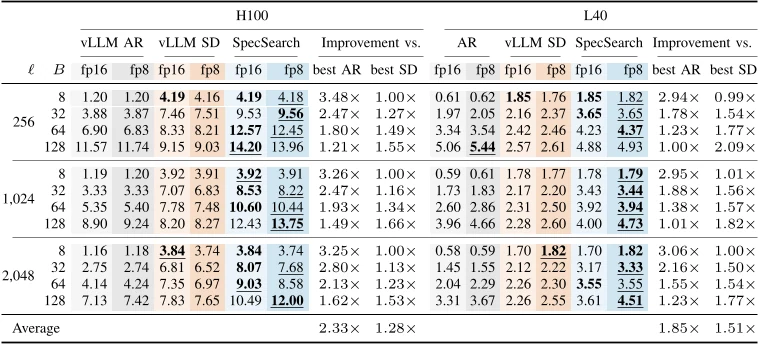 H100 L40
vLLM AR vLLM SD SpecSearch Improvement vs. AR vLLM SD SpecSearch Improvement vs.
ℓ B fp16 fp8 fp16 fp8 fp16 fp8 best AR best SD fp16 fp8 fp16 fp8 fp16 fp8 best AR best SD
8 1.20 1.20 4.19 4.16 4.19 4.18 3.48× 1.00× 0.61 0.62 1.85 1.76 1.85 1.82 2.94× 0.99×
256 32 3.88 3.87 7.46 7.51 9.53 9.56 2.47× 1.27× 1.97 2.05 2.16 2.37 3.65 3.65 1.78× 1.54×
64 6.90 6.83 8.33 8.21 12.57 12.45 1.80× 1.49× 3.34 3.54 2.42 2.46 4.23 4.37 1.23× 1.77×
128 11.57 11.74 9.15 9.03 14.20 13.96 1.21× 1.55× 5.06 5.44 2.57 2.61 4.88 4.93 1.00× 2.09×
8 1.19 1.20 3.92 3.91 3.92 3.91 3.26× 1.00× 0.59 0.61 1.78 1.77 1.78 1.79 2.95× 1.01×
1,024 32 3.33 3.33 7.07 6.83 8.53 8.22 2.47× 1.16× 1.73 1.83 2.17 2.20 3.43 3.44 1.88× 1.56×
64 5.35 5.40 7.78 7.48 10.60 10.44 1.93× 1.34× 2.60 2.86 2.31 2.50 3.92 3.94 1.38× 1.57×
128 8.90 9.24 8.20 8.27 12.43 13.75 1.49× 1.66× 3.96 4.66 2.28 2.60 4.00 4.73 1.01× 1.82×
8 1.16 1.18 3.84 3.74 3.84 3.74 3.25× 1.00× 0.58 0.59 1.70 1.82 1.70 1.82 3.06× 1.00×
2,048 32 2.75 2.74 6.81 6.52 8.07 7.68 2.80× 1.13× 1.45 1.55 2.12 2.22 3.17 3.33 2.16× 1.50×
64 4.14 4.24 7.35 6.97 9.03 8.58 2.13× 1.23× 2.04 2.29 2.26 2.30 3.55 3.55 1.55× 1.54×
128 7.13 7.42 7.83 7.65 10.49 12.00 1.62× 1.53× 3.31 3.67 2.26 2.55 3.61 4.51 1.23× 1.77×
Average 2.33× 1.28× 1.85× 1.51×